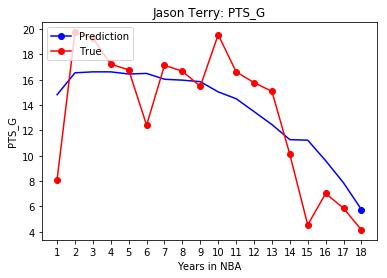 Jason Terry: PTS_G
Prediction
True
20
18
16
14
12
10
8
6
4
PTS_G
1 2 3 4 5 6 7 8 9 10 11 12 13 14 15 16 17 18
Years in NBA